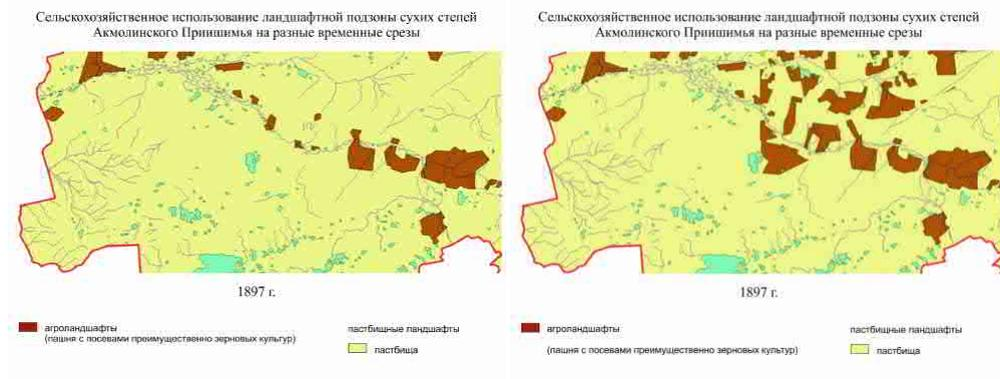 Сельскохозяйственное использование ландшафтной подзоны сухих степей
Акмолинского Приишимья на разные временные срезы
1897 г.
агроландшафты
(пашня с посевами преимущественно зерновых культур)
пастбищные ландшафты
пастбища
Сельскохозяйственное использование ландшафтной подзоны сухих степей
Акмолинского Приишимья на разные временные срезы
1897 г.
агроландшафты
(пашня с посевами преимущественно зерновых культур)
пастбищные ландшафты
пастбища